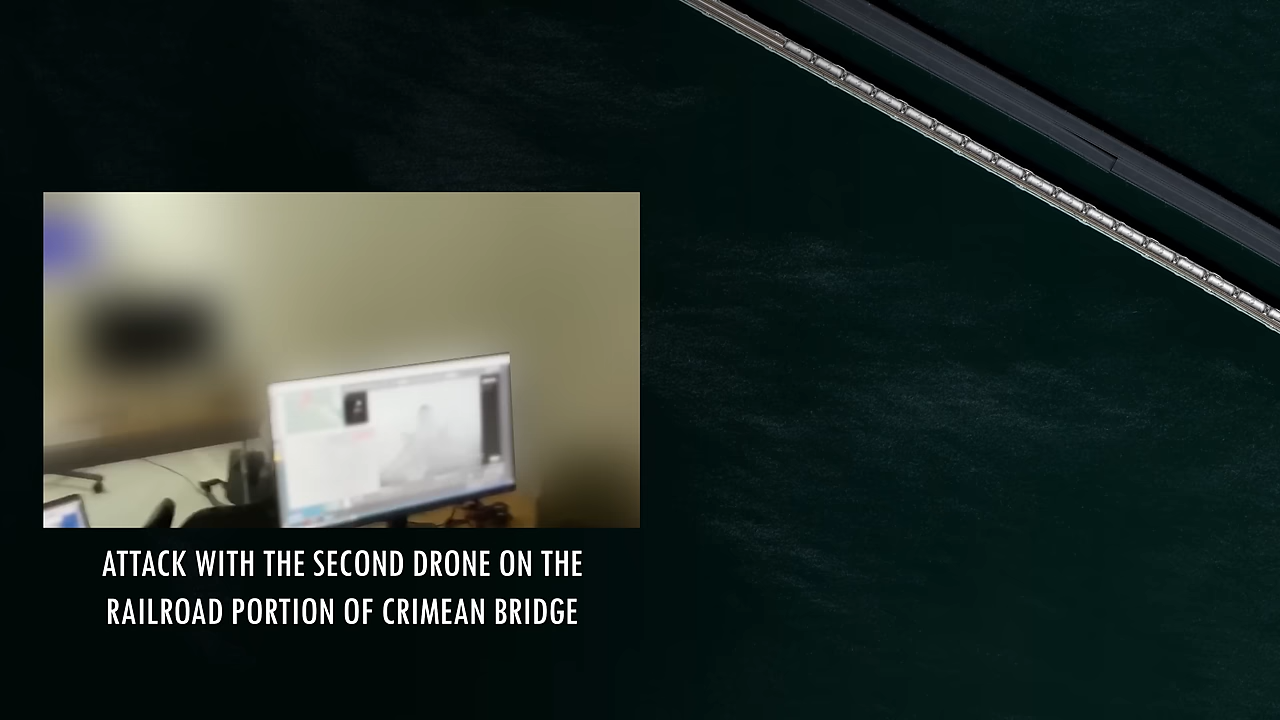 ATTACK WITH THE SECOND DRONE ON THE
RAILROAD PORTION OF CRIMEAN BRIDGE